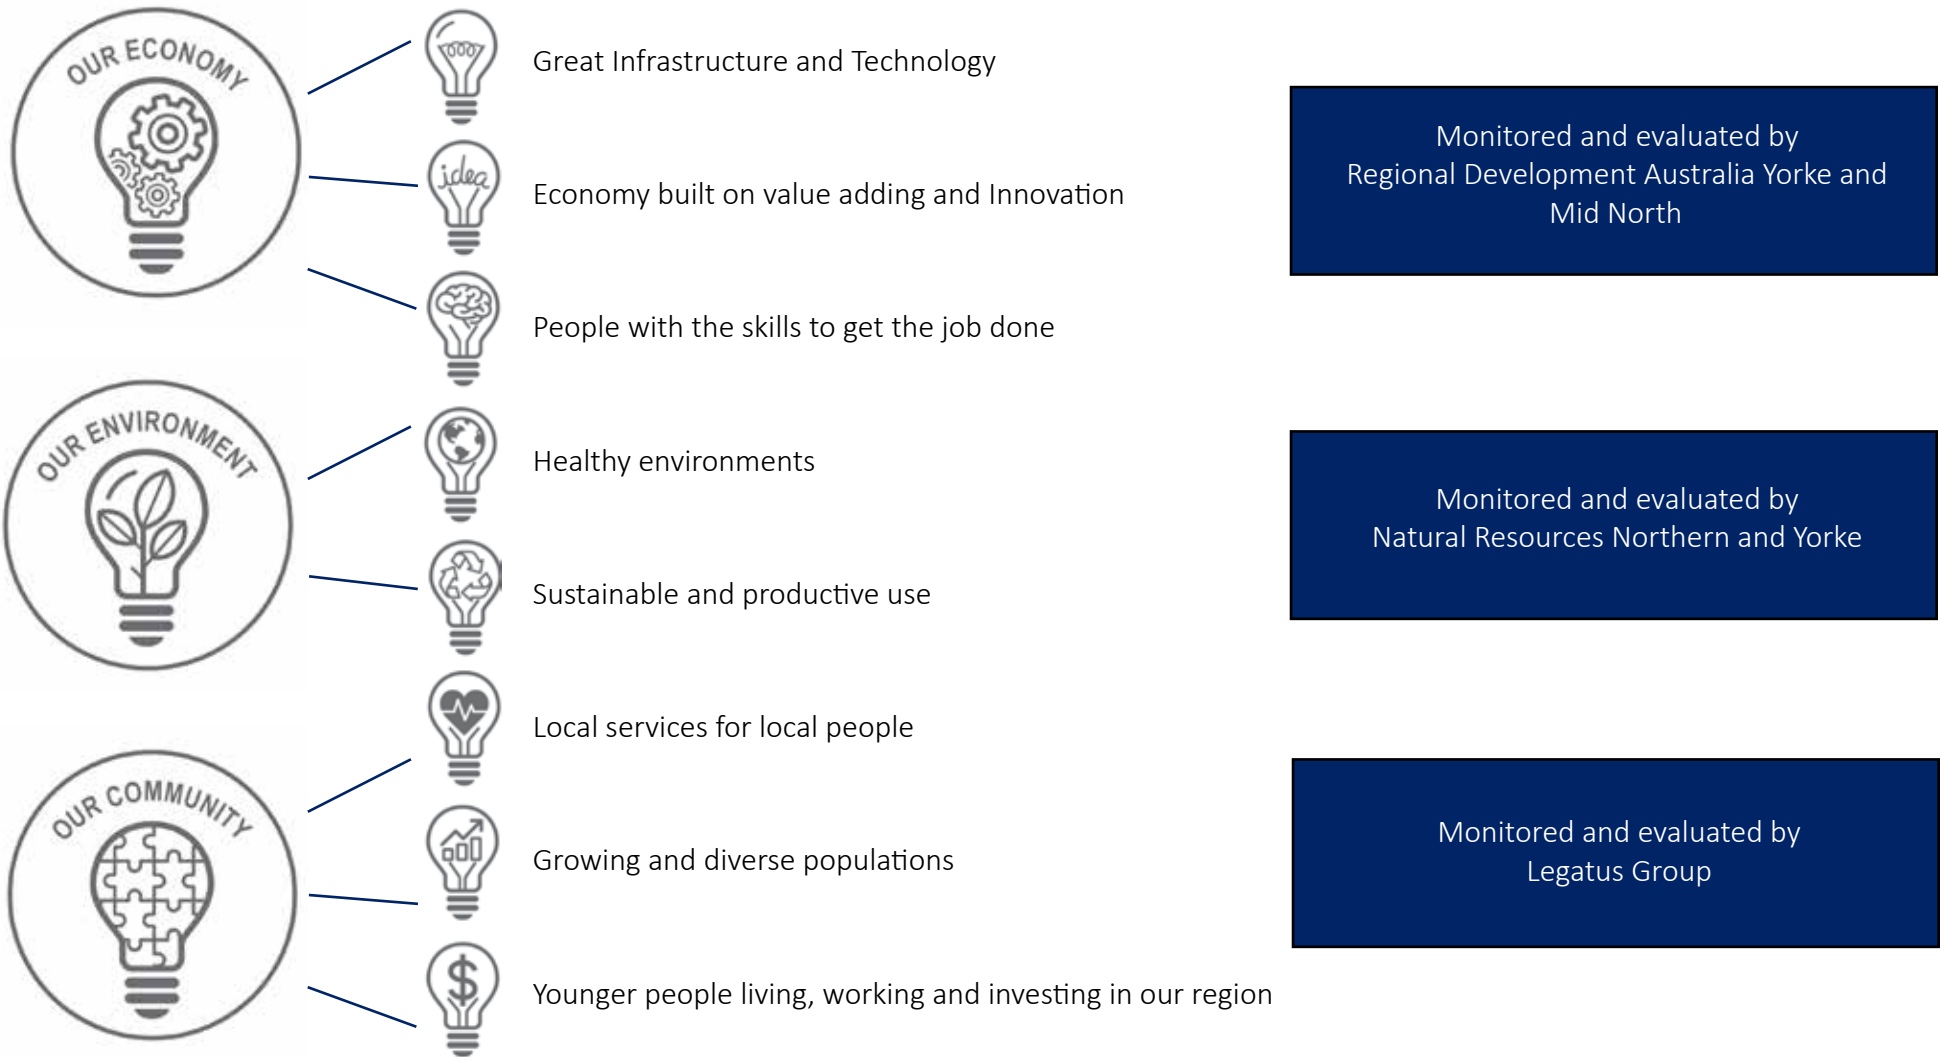 OUR ECONOMY
Great Infrastructure and Technology
idea
Economy built on value adding and Innovation
People with the skills to get the job done
Monitored and evaluated by
Regional Development Australia Yorke and
Mid North
OUR ENVIRONMENT
Healthy environments
Sustainable and productive use
Monitored and evaluated by
Natural Resources Northern and Yorke
OUR COMMUNITY
Local services for local people
Growing and diverse populations
$
Younger people living, working and investing in our region
Monitored and evaluated by
Legatus Group